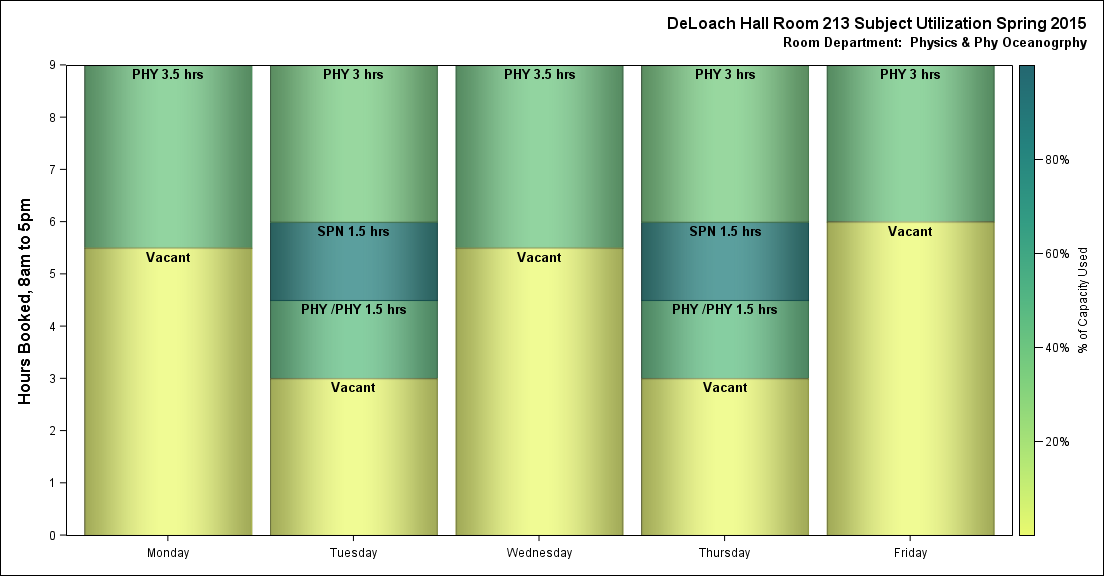 DeLoach Hall Room 213 Subject Utilization Spring 2015
Room Department:  Physics & Phy Oceanogrphy
Hours Booked, 8am to 5pm
9
8
7
6
5
4
3
2
1
0
PHY 3.5 hrs
Vacant
PHY 3 hrs
SPN 1.5 hrs
PHY /PHY 1.5 hrs
Vacant
PHY 3.5 hrs
Vacant
PHY 3 hrs
SPN 1.5 hrs
PHY /PHY 1.5 hrs
Vacant
PHY 3 hrs
Vacant
Monday
Tuesday
Wednesday
Thursday
Friday
80%
60%
40%
20%
% of Capacity Used